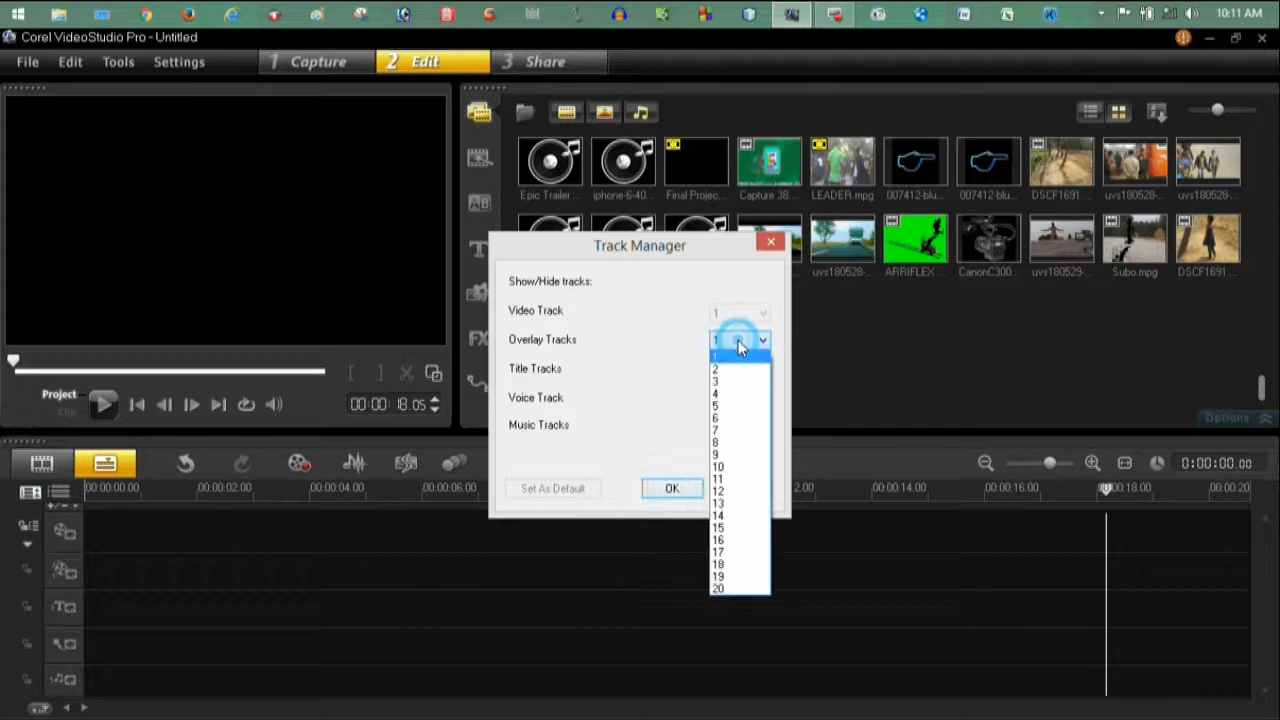 10:11 AM
Corel VideoStudio Pro - Untitled
File Edit Tools Settings 1 Capture 2 Edit 3 Share
Epic Trailer ... iphone-6-40... Final Projec... Capture 38.... LEADER.mpg 007412-blu... 007412-blu... DSCF1691.... uvs180528-... uvs180528-...
uvs180528-... ARRIFLEX ... CanonC300... uvs180529-... Subo.mpg DSCF1691....
Track Manager
Show/Hide tracks:
Video Track 1
Overlay Tracks 1
Title Tracks
Voice Track
Music Tracks
1
2
3
4
5
6
7
8
9
10
11
12
13
14
15
16
17
18
19
20
Set As Default OK
Project
Clip
00:00:18.05
Options
0:00:00.00
00:00:00.00 00:00:02.00 00:00:04.00 00:00:06.00 2.00 00:00:14.00 00:00:16.00 00:00:18.00 00:00:20